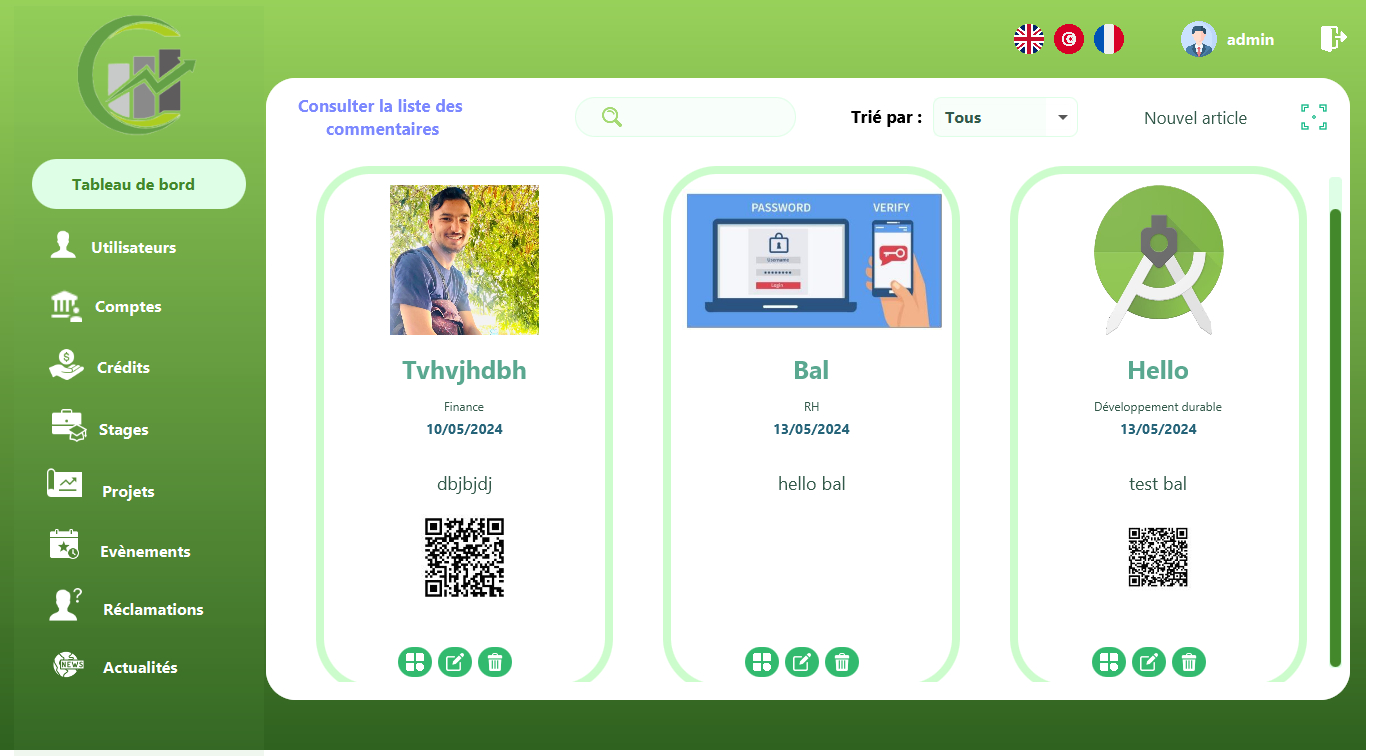 admin
Consulter la liste des
commentaires
Trié par :
Tous
Nouvel article
Tableau de bord
Utilisateurs
Comptes
Crédits
Stages
Projets
Evènements
Réclamations
NEWS
Actualités
Tvhvjhdbh
Finance
10/05/2024
dbjbjdj
PASSWORD
VERIFY
Username
Login
Bal
RH
13/05/2024
hello bal
Hello
Développement durable
13/05/2024
test bal